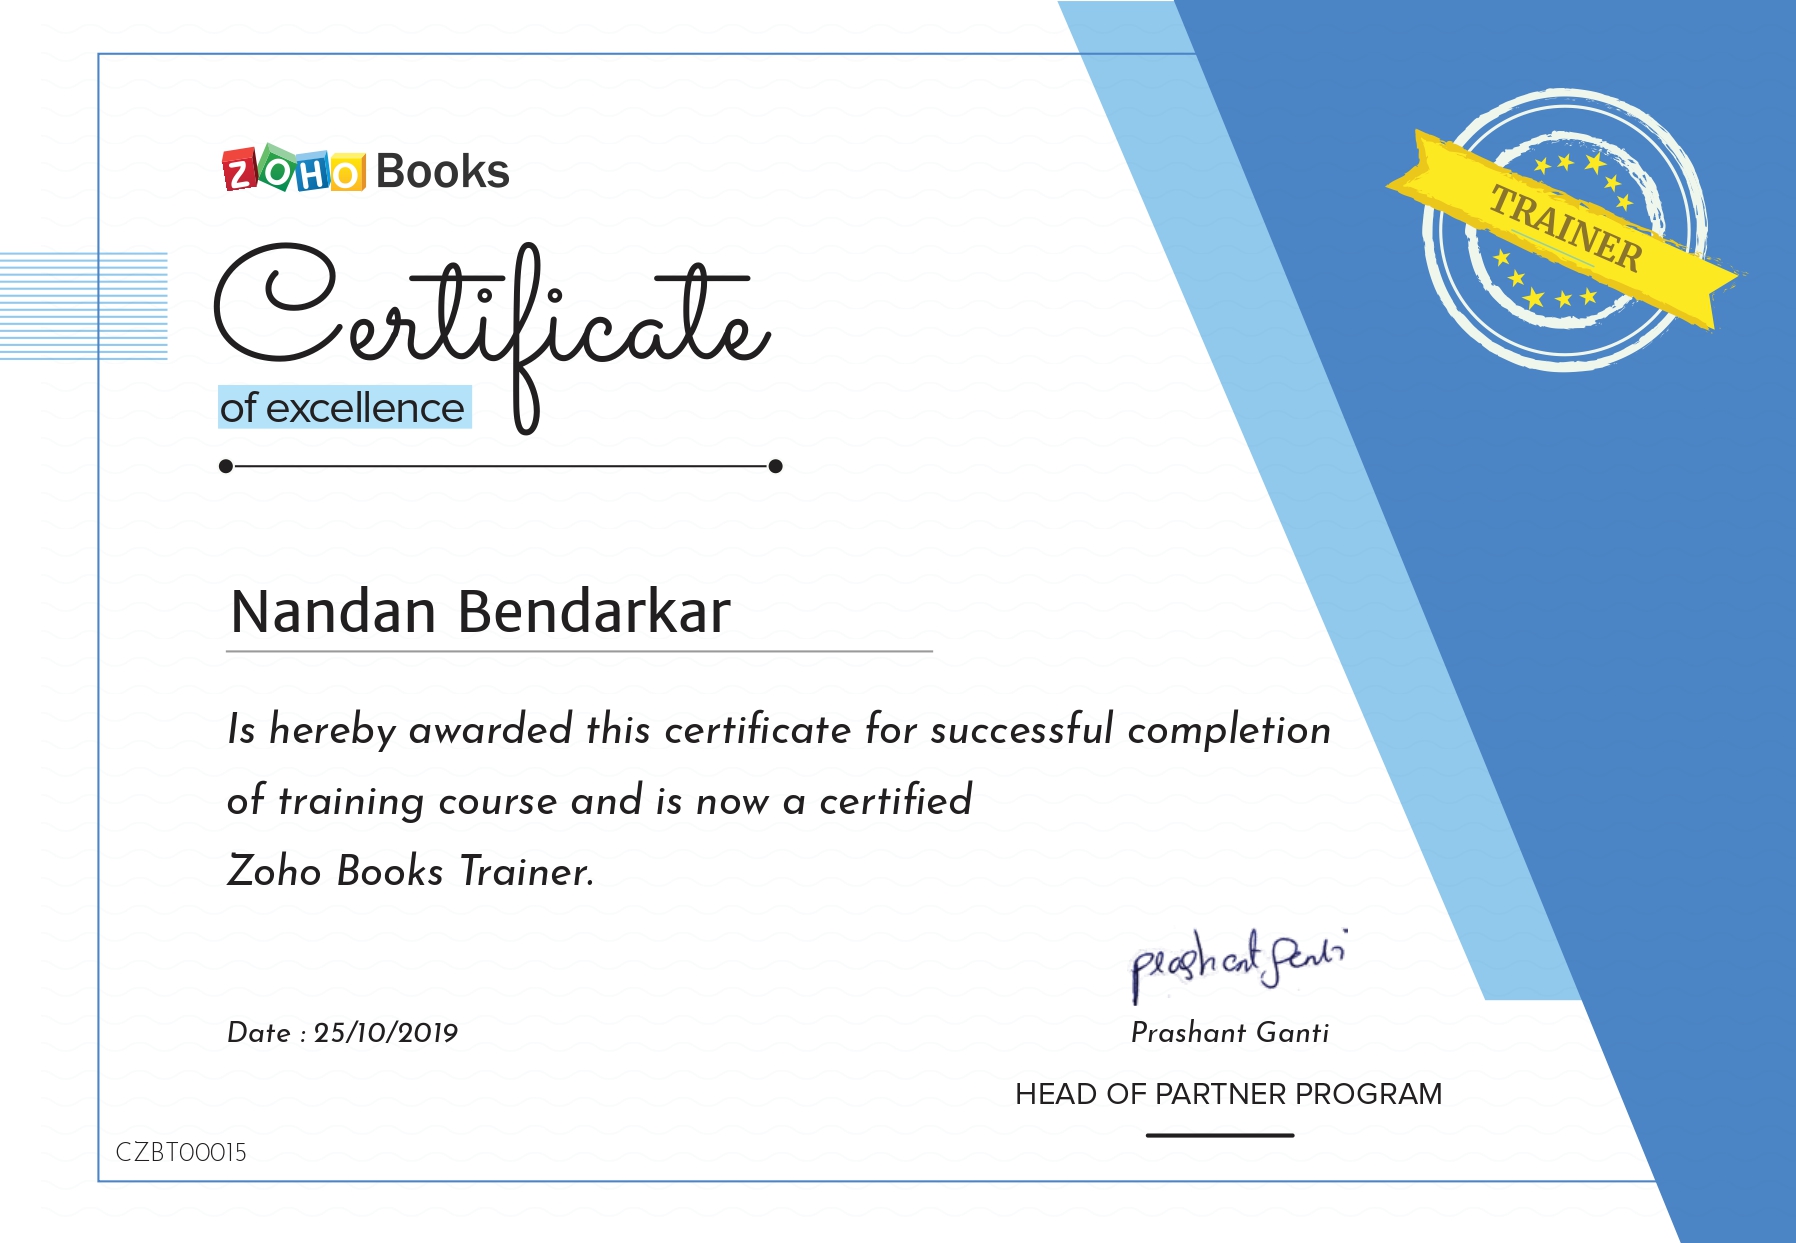 ZOHO Books
TRAINER
Certificate
of excellence
Nandan Bendarkar
Is hereby awarded this certificate for successful completion
of training course and is now a certified
Zoho Books Trainer.
prashant ganti
Date : 25/10/2019
Prashant Ganti
HEAD OF PARTNER PROGRAM
CZBT00015